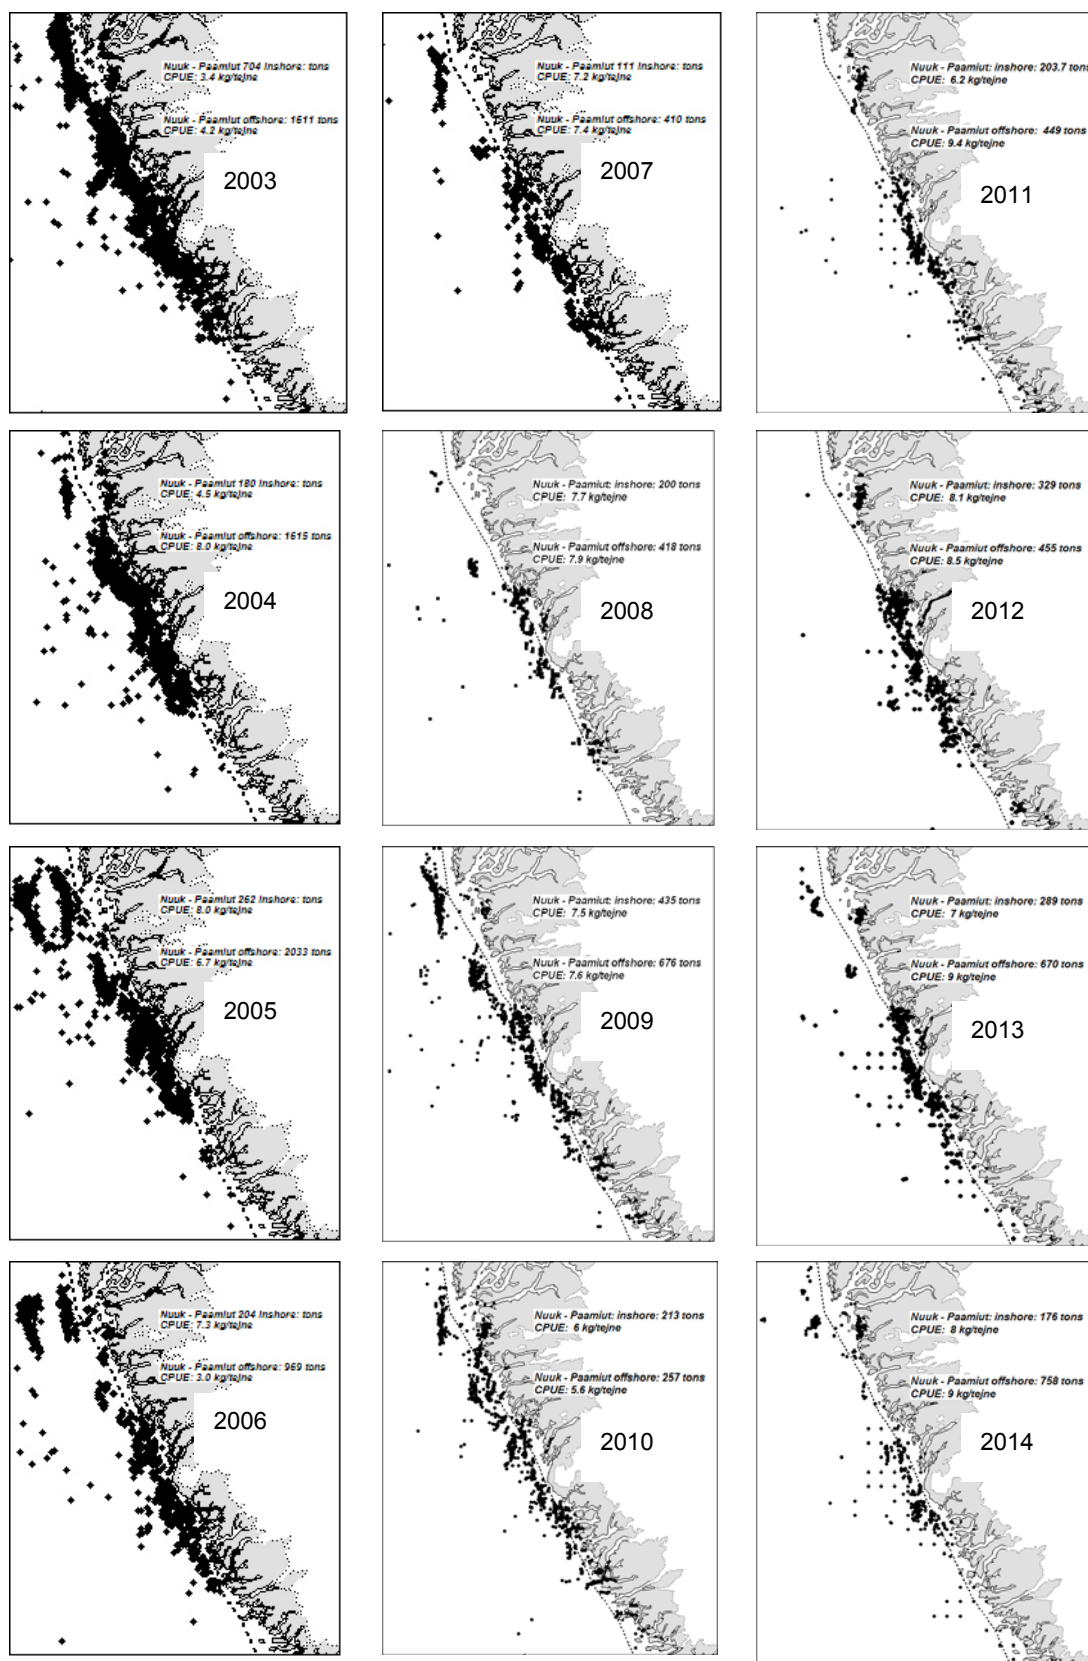 Nuuk - Paamiut 704 Inshore: tons
CPUE: 3.4 kg/tejne
Nuuk - Paamiut offshore: 1611 tons
CPUE: 4.2 kg/tejne
2003
Nuuk - Paamiut 111 Inshore: tons
CPUE: 7.2 kg/tejne
Nuuk - Paamiut offshore: 410 tons
CPUE: 7.4 kg/tejne
2007
Nuuk - Paamiut: inshore: 203.7 tons
CPUE: 6.2 kg/tejne
Nuuk - Paamiut offshore: 449 tons
CPUE: 9.4 kg/tejne
2011
Nuuk - Paamiut 180 Inshore: tons
CPUE: 4.5 kg/tejne
Nuuk - Paamiut offshore: 1615 tons
CPUE: 8.0 kg/tejne
2004
Nuuk - Paamiut: inshore: 200 tons
CPUE: 7.7 kg/tejne
Nuuk - Paamiut offshore: 418 tons
CPUE: 7.9 kg/tejne
2008
Nuuk - Paamiut: inshore: 329 tons
CPUE: 8.1 kg/tejne
Nuuk - Paamiut offshore: 455 tons
CPUE: 8.5 kg/tejne
2012
Nuuk - Paamiut 262 Inshore: tons
CPUE: 8.0 kg/tejne
Nuuk - Paamiut offshore: 2033 tons
CPUE: 6.7 kg/tejne
2005
Nuuk - Paamiut: inshore: 435 tons
CPUE: 7.5 kg/tejne
Nuuk - Paamiut offshore: 676 tons
CPUE: 7.6 kg/tejne
2009
Nuuk - Paamiut: inshore: 289 tons
CPUE: 7 kg/tejne
Nuuk - Paamiut offshore: 670 tons
CPUE: 9 kg/tejne
2013
Nuuk - Paamiut 204 Inshore: tons
CPUE: 7.3 kg/tejne
Nuuk - Paamiut offshore: 969 tons
CPUE: 3.0 kg/tejne
2006
Nuuk - Paamiut: inshore: 213 tons
CPUE: 6 kg/tejne
Nuuk - Paamiut offshore: 257 tons
CPUE: 5.6 kg/tejne
2010
Nuuk - Paamiut: inshore: 176 tons
CPUE: 8 kg/tejne
Nuuk - Paamiut offshore: 758 tons
CPUE: 9 kg/tejne
2014